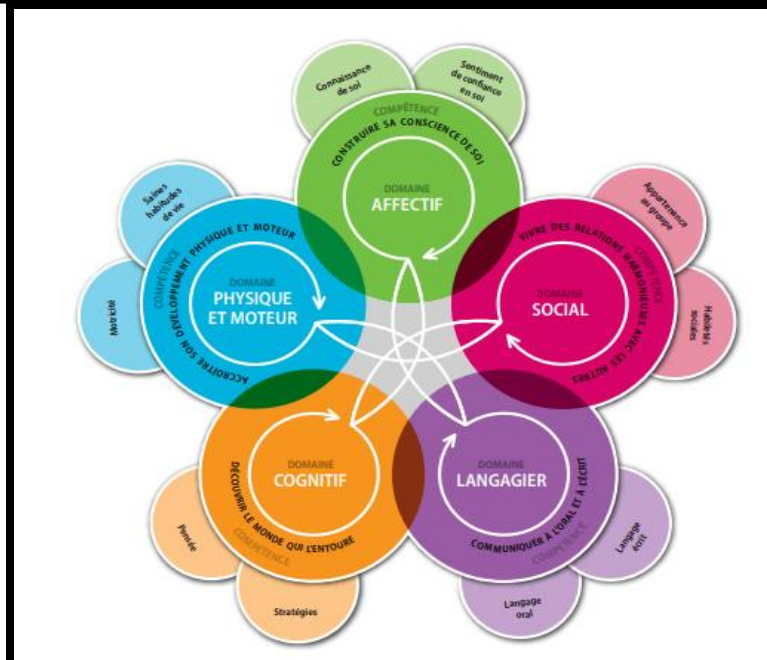 Connaissance
de soi
Sentiment
de confiance
en soi
COMPÉTENCE
CONSTRUIRE SA CONSCIENCE DE SOI
DOMAINE
AFFECTIF
Saines
habitudes
de vie
Motricité
COMPÉTENCE
ACCROÎTRE SON DÉVELOPPEMENT PHYSIQUE ET MOTEUR
DOMAINE
PHYSIQUE
ET MOTEUR
Appartenance
au groupe
Habiletés
sociales
COMPÉTENCE
VIVRE DES RELATIONS HARMONIEUSES AVEC LES AUTRES
DOMAINE
SOCIAL
DOMAINE
COGNITIF
DÉCOUVRIR LE MONDE QUI L'ENTOURE
COMPÉTENCE
Pensée
Stratégies
DOMAINE
LANGAGIER
COMMUNIQUER À L'ORAL ET À L'ÉCRIT
COMPÉTENCE
Langage
écrit
Langage
oral